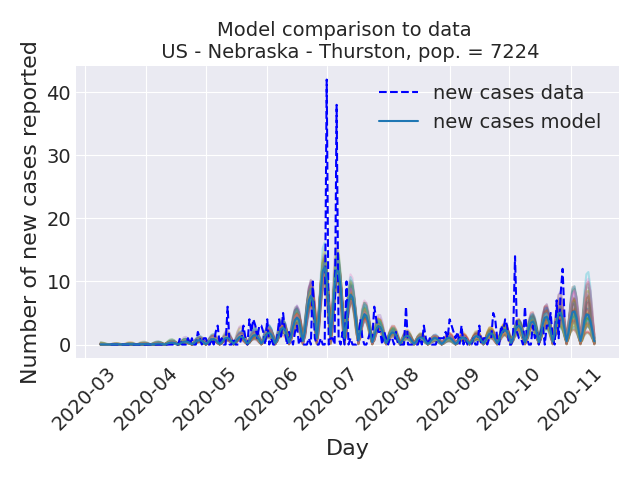 Model comparison to data
US - Nebraska - Thurston, pop. = 7224
Number of new cases reported
40
30
20
10
0
new cases data
new cases model
2020-03
2020-04
2020-05
2020-06
2020-07
2020-08
2020-09
2020-10
2020-11
Day